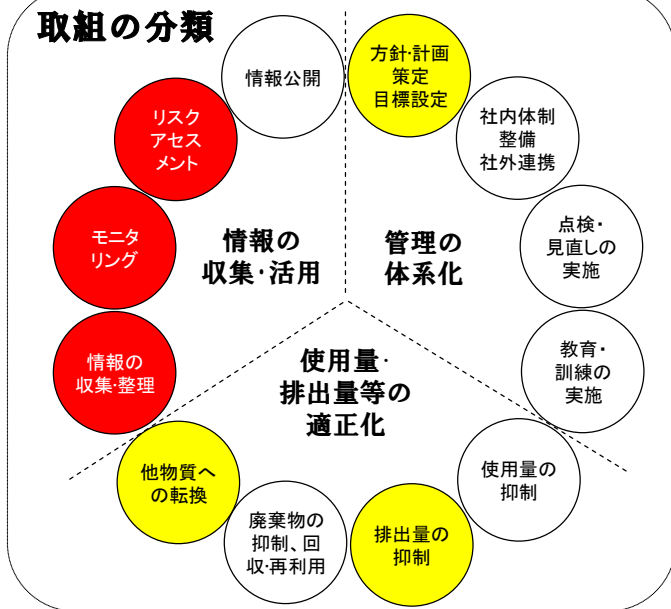 取組の分類
情報公開
方針・計画
策定
目標設定
リスク
アセス
メント
社内体制
整備
社外連携
モニタ
リング
情報の
収集・活用
管理の
体系化
点検・
見直しの
実施
情報の
収集・整理
使用量・
排出量等の
適正化
教育・
訓練の
実施
他物質へ
の転換
使用量の
抑制
廃棄物の
抑制、回
収・再利用
排出量の
抑制